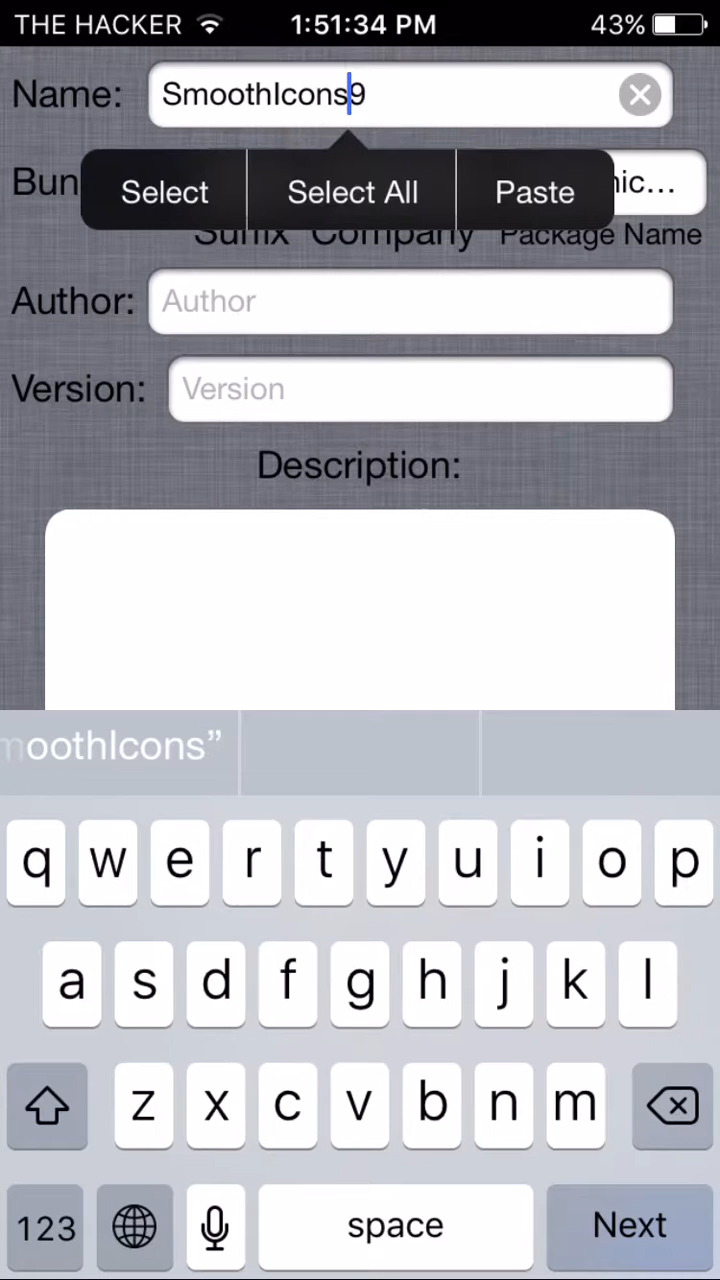 THE HACKER 1:51:34 PM 43%
Name: SmoothIcons9
Select Select All Paste
Suffix Company Package Name
Author: Author
Version: Version
Description:
moothIcons”
q w e r t y u i o p
a s d f g h j k l
z x c v b n m
123 space Next